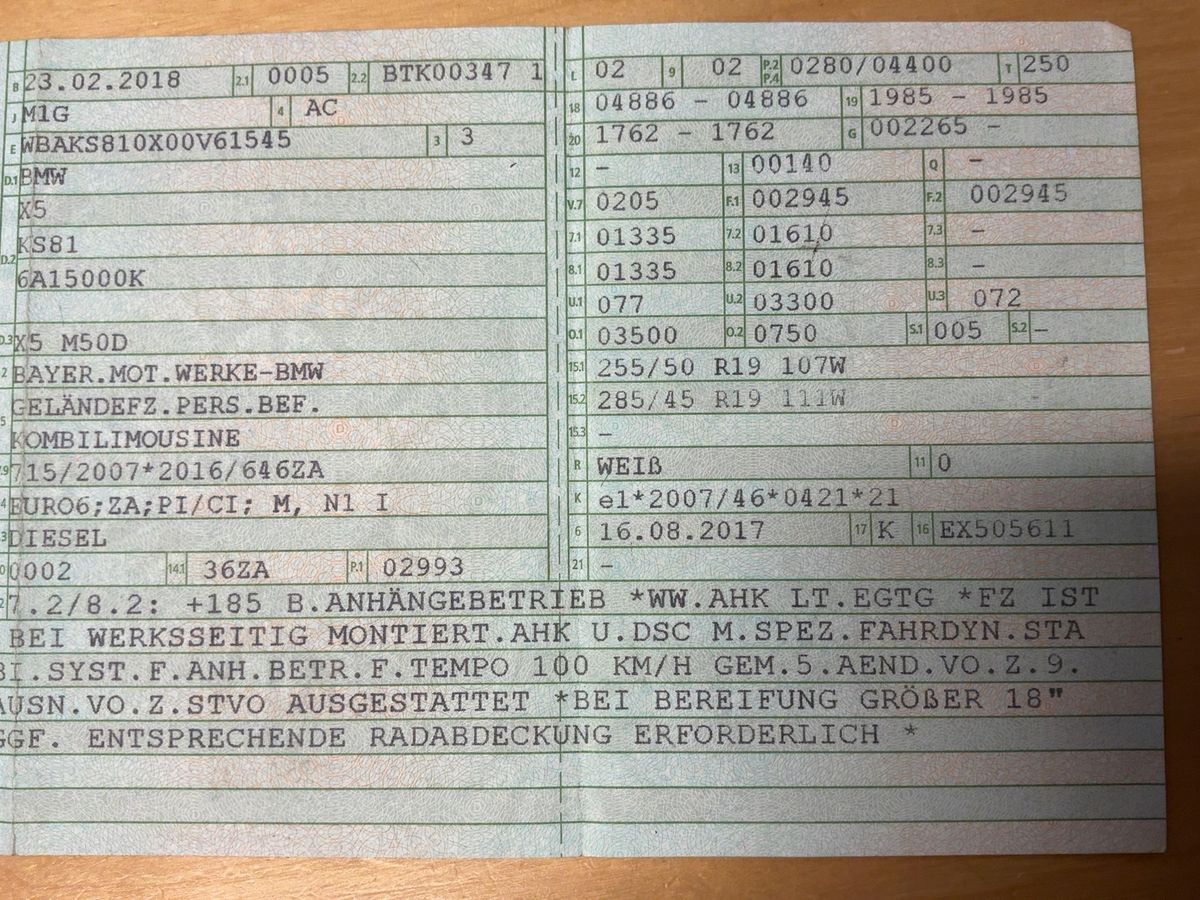 B 23.02.2018 2.1 0005 2.2 BTK00347 1
J M1G 4 AC
E WBAKS810X00V61545 3 3
D.1 BMW
X5
D.2 KS81
6A15000K
D.3 X5 M50D
2 BAYER.MOT.WERKE-BMW
5 GELÄNDEFZ.PERS.BEF.
KOMBILIMOUSINE
.9 715/2007*2016/646ZA
4 EURO6;ZA;PI/CI; M, N1 I
.3 DIESEL
0 0002 14.1 36ZA P.1 02993
L 02 9 02 P.2 P.4 0280/04400 T 250
18 04886 - 04886 19 1985 - 1985
20 1762 - 1762 G 002265 -
12 - 13 00140 Q -
V.7 0205 F.1 002945 F.2 002945
7.1 01335 7.2 01610 7.3 -
8.1 01335 8.2 01610 8.3 -
U.1 077 U.2 03300 U.3 072
O.1 03500 O.2 0750 S.1 005 S.2 -
15.1 255/50 R19 107W
15.2 285/45 R19 111W
15.3 -
R WEIß 11 0
K e1*2007/46*0421*21
6 16.08.2017 17 K 16 EX505611
21 -
2 7.2/8.2: +185 B.ANHÄNGEBETRIEB *WW.AHK LT.EGTG *FZ IST
BEI WERKSSEITIG MONTIERT.AHK U.DSC M.SPEZ.FAHRDYN.STA
BI.SYST.F.ANH.BETR.F.TEMPO 100 KM/H GEM.5.AEND.VO.Z.9.
AUSN.VO.Z.STVO AUSGESTATTET *BEI BEREIFUNG GRÖßER 18"
GGF. ENTSPRECHENDE RADABDECKUNG ERFORDERLICH *